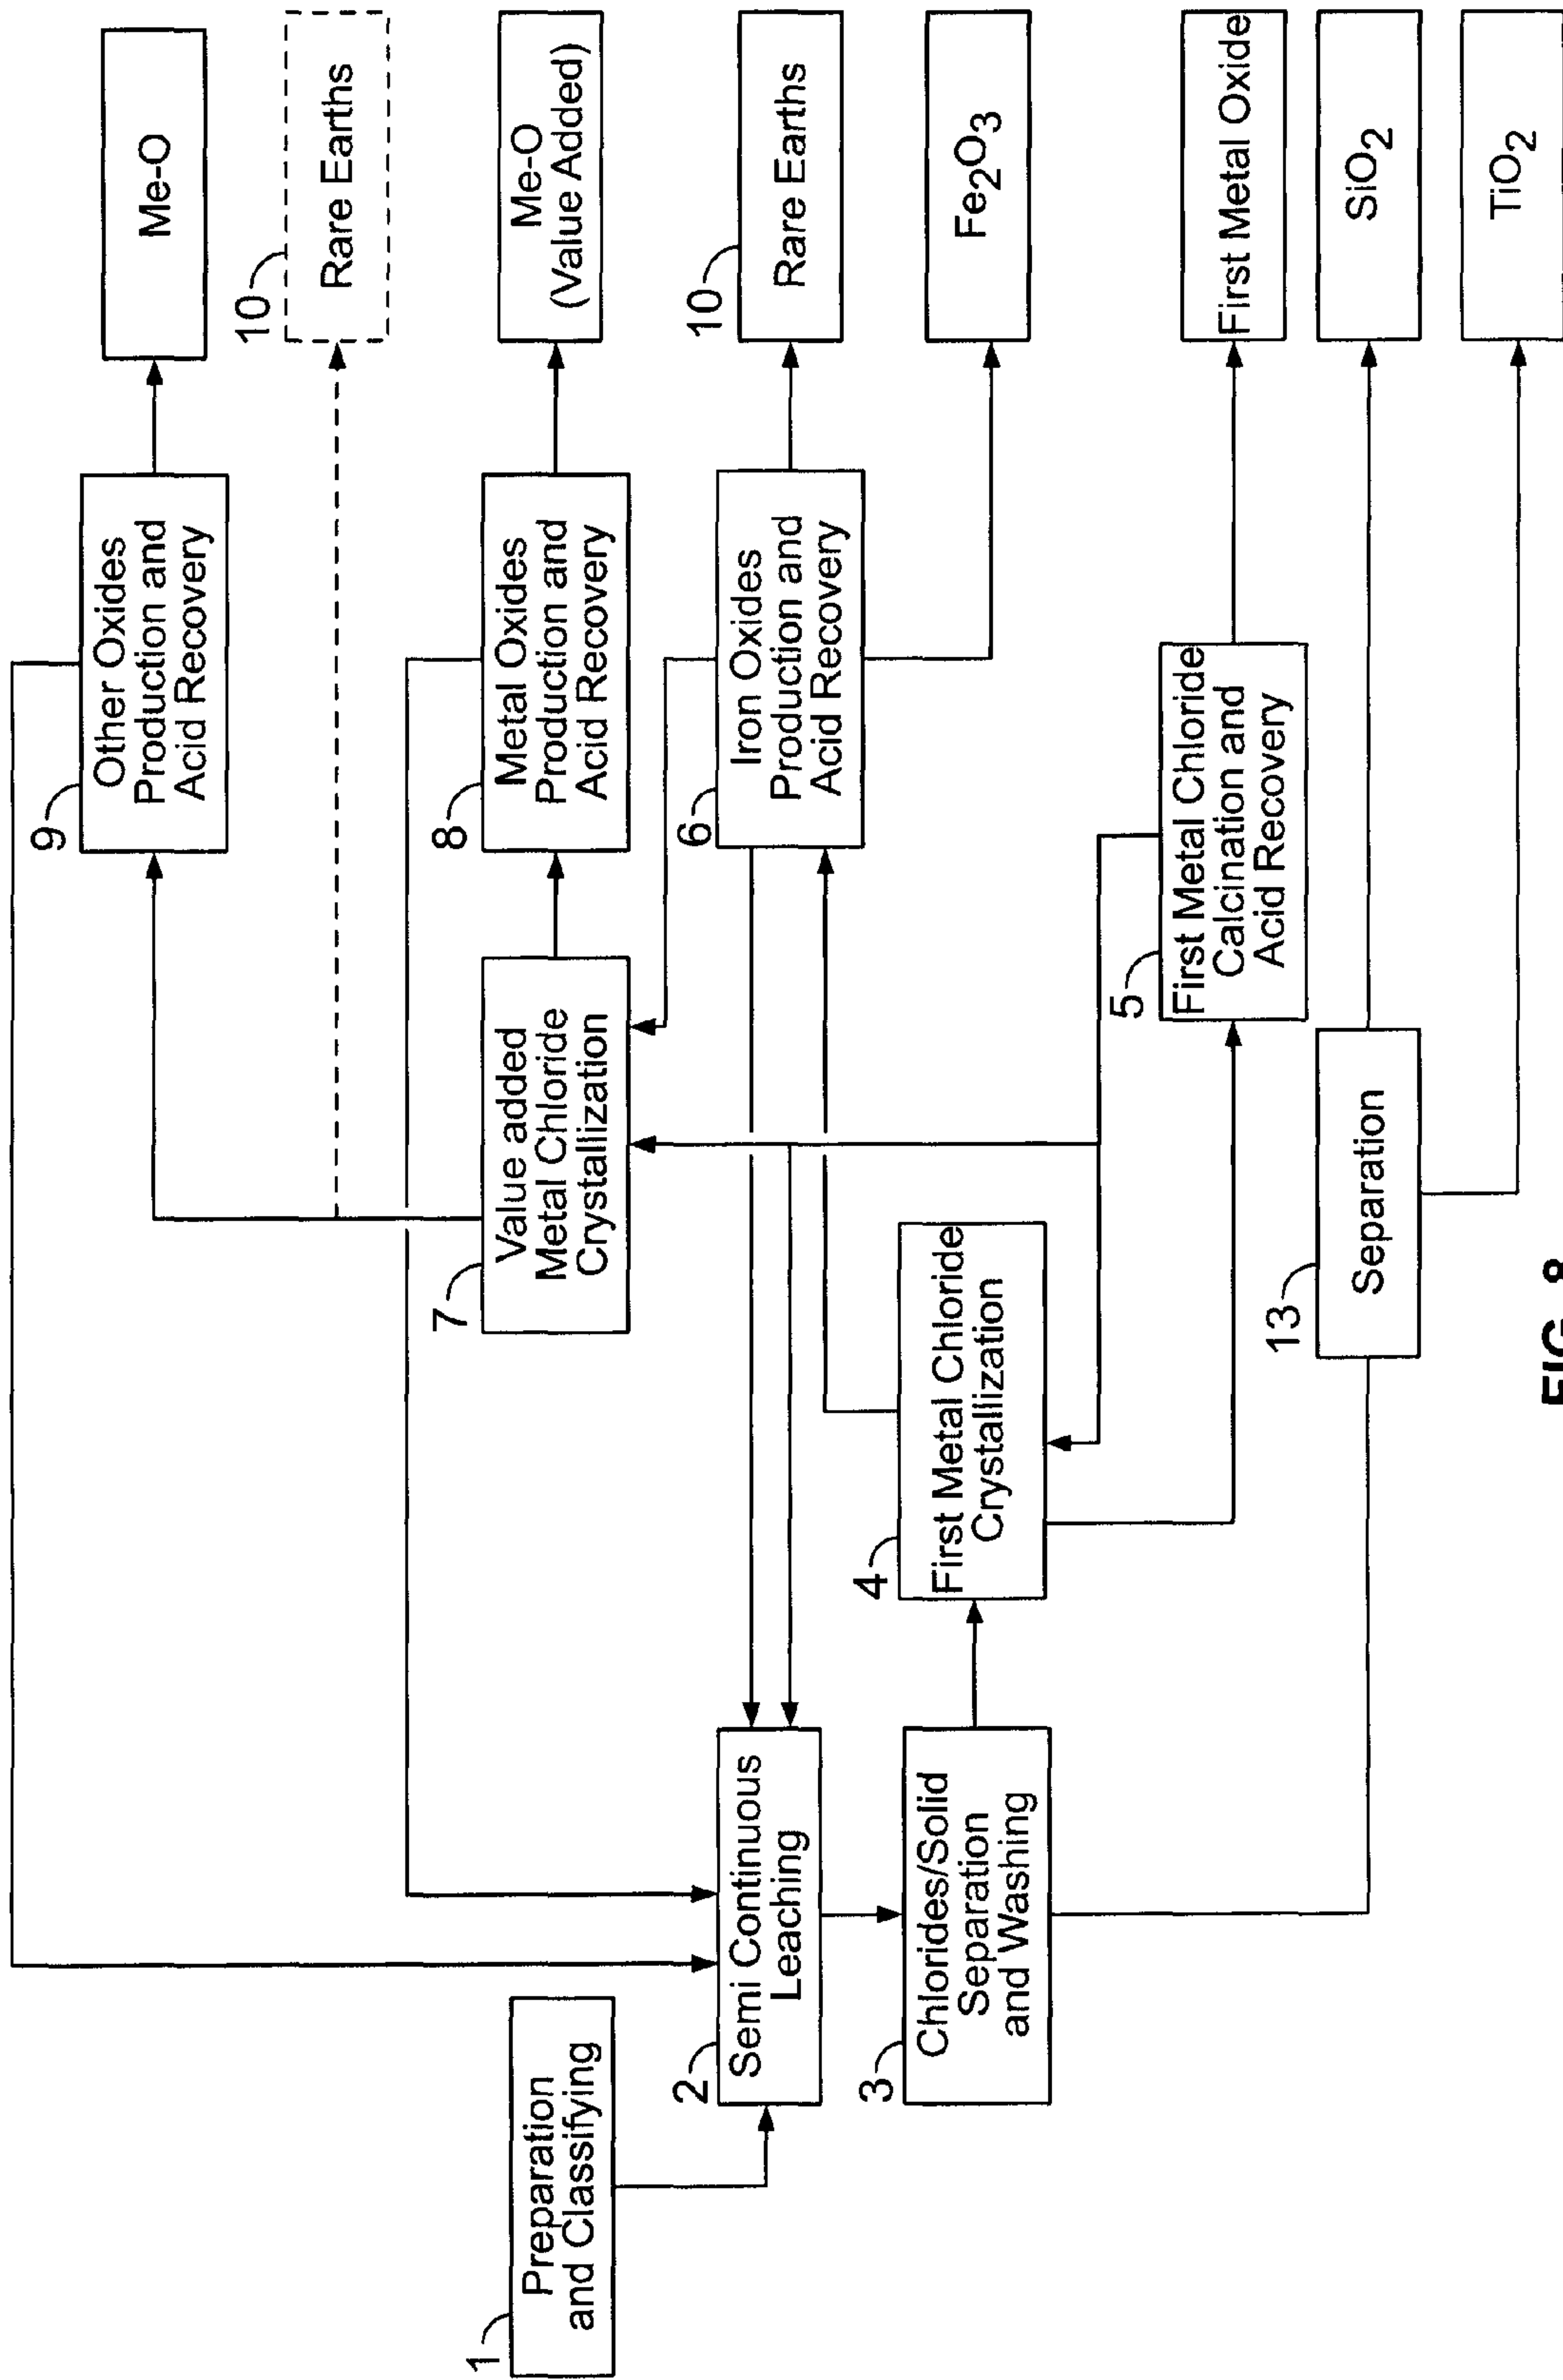 1
Preparation
and Classifying
2
Semi Continuous
Leaching
3
Chlorides/Solid
Separation
and Washing
4
First Metal Chloride
Crystallization
5
First Metal Chloride
Calcination and
Acid Recovery
6
Iron Oxides
Production and
Acid Recovery
7
Value added
Metal Chloride
Crystallization
8
Metal Oxides
Production and
Acid Recovery
9
Other Oxides
Production and
Acid Recovery
13
Separation
Me-O
10
Rare Earths
Me-O
(Value Added)
10
Rare Earths
Fe2O3
First Metal Oxide
SiO2
TiO2
FIG. 8